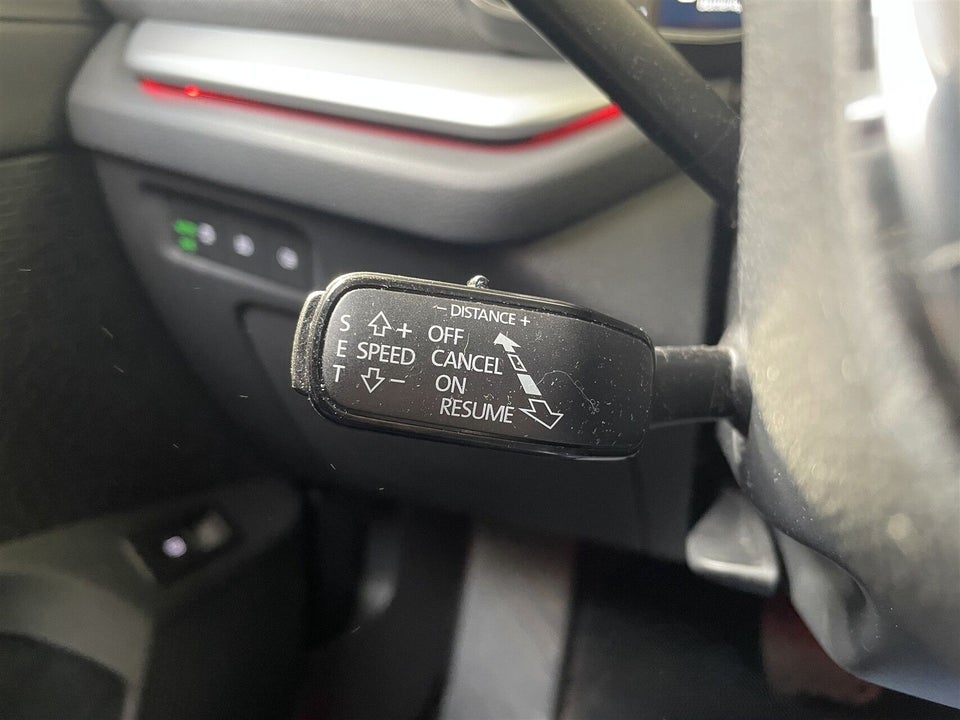 - DISTANCE +
S + OFF
E SPEED CANCEL
T - ON
RESUME